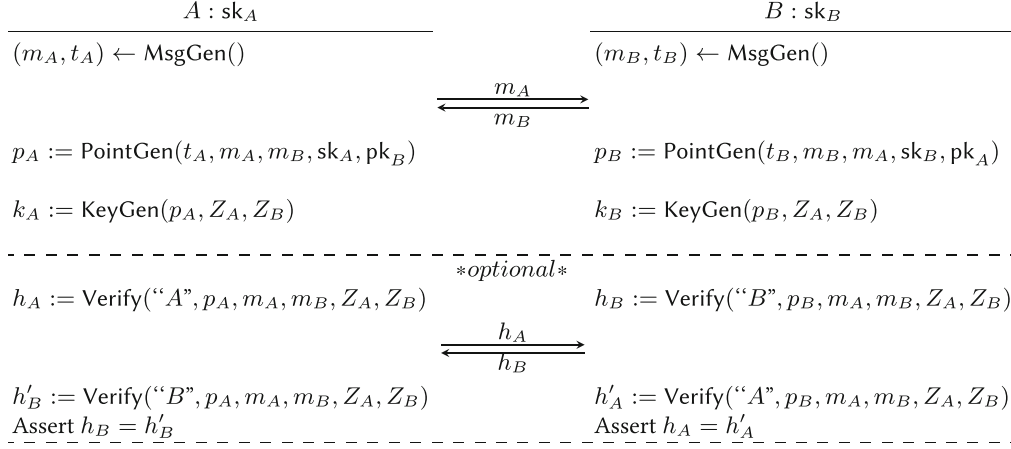 A : sk_A B : sk_B
(m_A, t_A) ← MsgGen() (m_B, t_B) ← MsgGen()
m_A
m_B
p_A := PointGen(t_A, m_A, m_B, sk_A, pk_B) p_B := PointGen(t_B, m_B, m_A, sk_B, pk_A)
k_A := KeyGen(p_A, Z_A, Z_B) k_B := KeyGen(p_B, Z_A, Z_B)
*optional*
h_A := Verify(“A”, p_A, m_A, m_B, Z_A, Z_B) h_B := Verify(“B”, p_B, m_A, m_B, Z_A, Z_B)
h_A
h_B
h'_B := Verify(“B”, p_A, m_A, m_B, Z_A, Z_B) h'_A := Verify(“A”, p_B, m_A, m_B, Z_A, Z_B)
Assert h_B = h'_B Assert h_A = h'_A